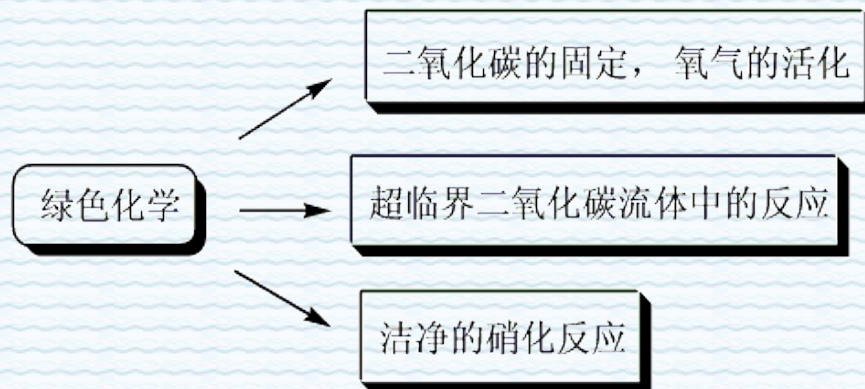 二氧化碳的固定，氧气的活化
绿色化学
超临界二氧化碳流体中的反应
洁净的硝化反应